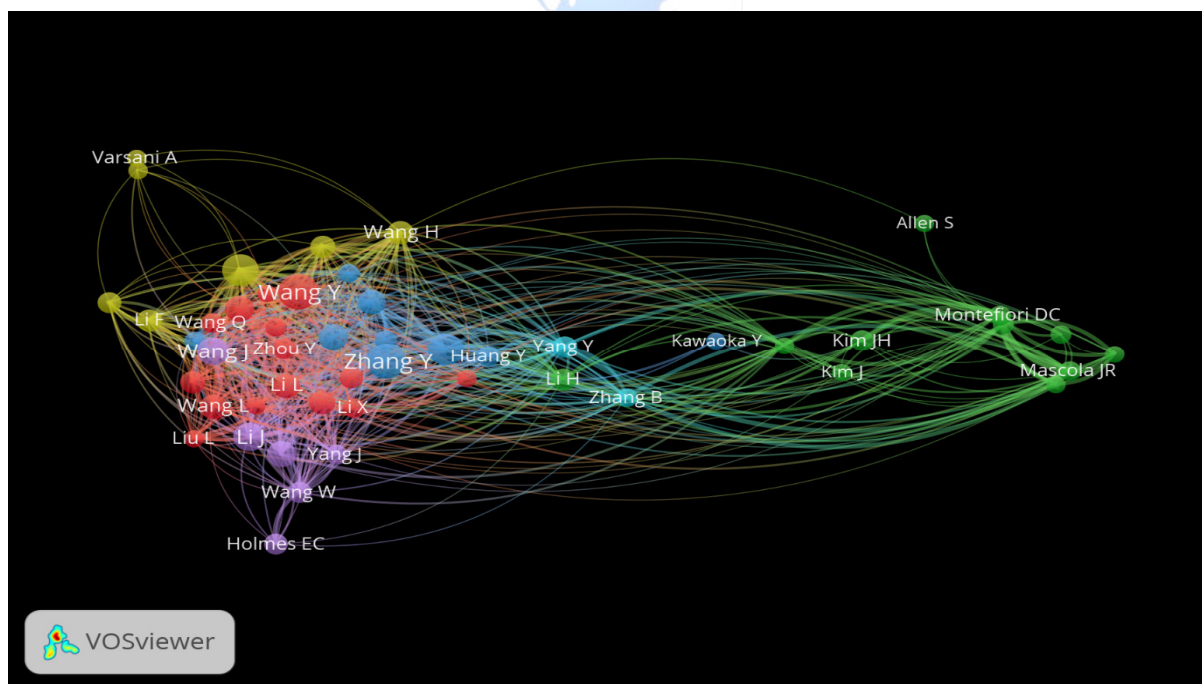 Varsani A
Allen S
Wang H
Wang Y
Montefiori DC
Li F
Wang Q
Kawaoka Y
Kim JH
Zhou Y
Wang J
Yang Y
Huang Y
Zhang Y
Mascola JR
Kim J
Li H
Li L
Zhang B
Wang L
Li X
Liu L
Li J
Yang J
Wang W
Holmes EC
VOSviewer